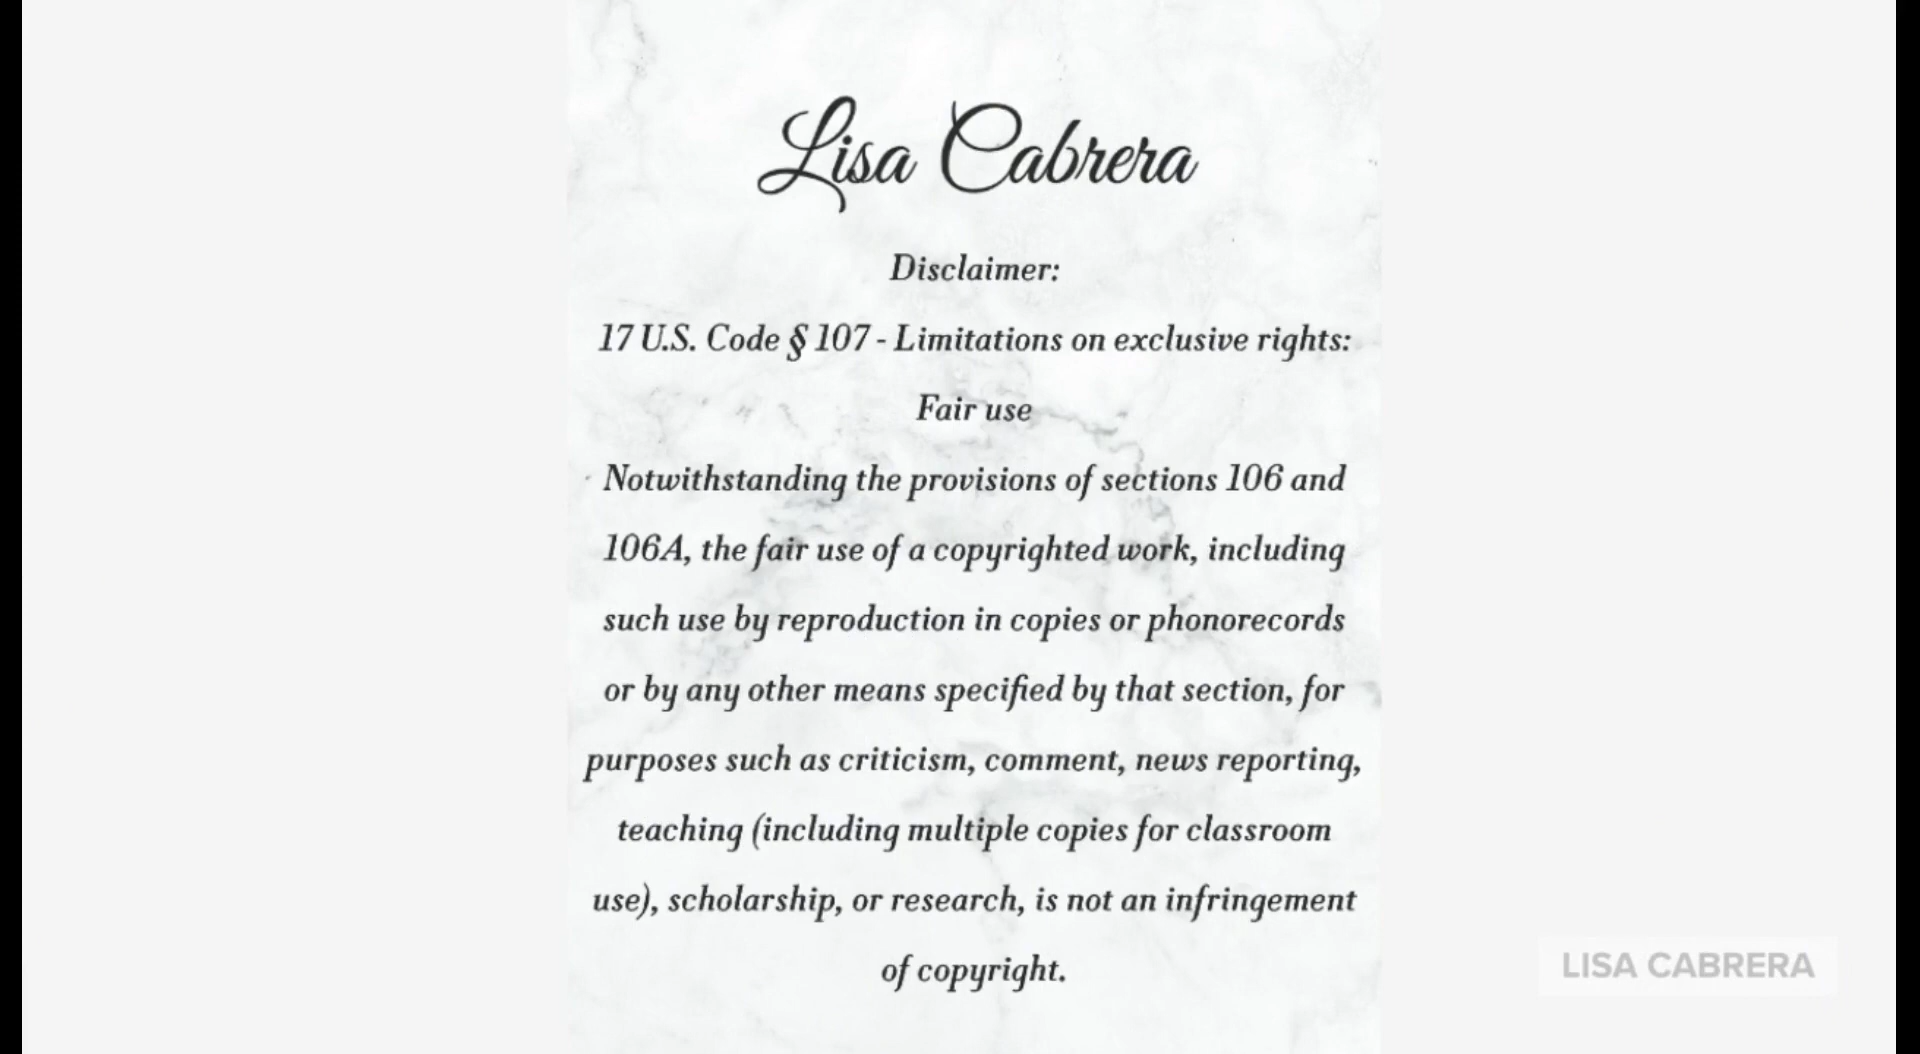 Lisa Cabrera
Disclaimer:
17 U.S. Code § 107 - Limitations on exclusive rights:
Fair use
Notwithstanding the provisions of sections 106 and
106A, the fair use of a copyrighted work, including
such use by reproduction in copies or phonorecords
or by any other means specified by that section, for
purposes such as criticism, comment, news reporting,
teaching (including multiple copies for classroom
use), scholarship, or research, is not an infringement
of copyright.
LISA CABRERA